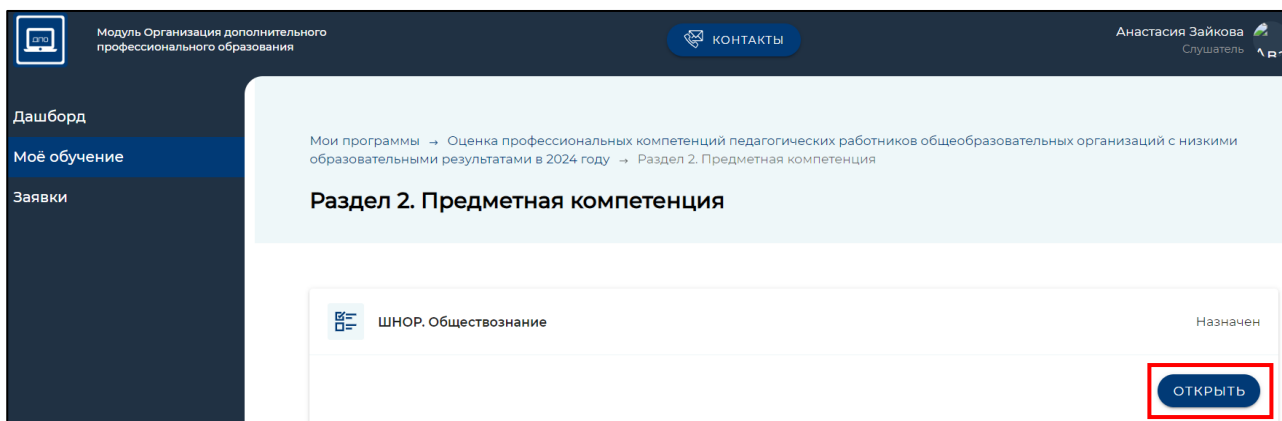 дпо
Модуль Организация дополнительного
профессионального образования
КОНТАКТЫ
Анастасия Зайкова
Слушатель
Дашборд
Моё обучение
Заявки
Мои программы → Оценка профессиональных компетенций педагогических работников общеобразовательных организаций с низкими
образовательными результатами в 2024 году → Раздел 2. Предметная компетенция
Раздел 2. Предметная компетенция
ШНОР. Обществознание
Назначен
ОТКРЫТЬ